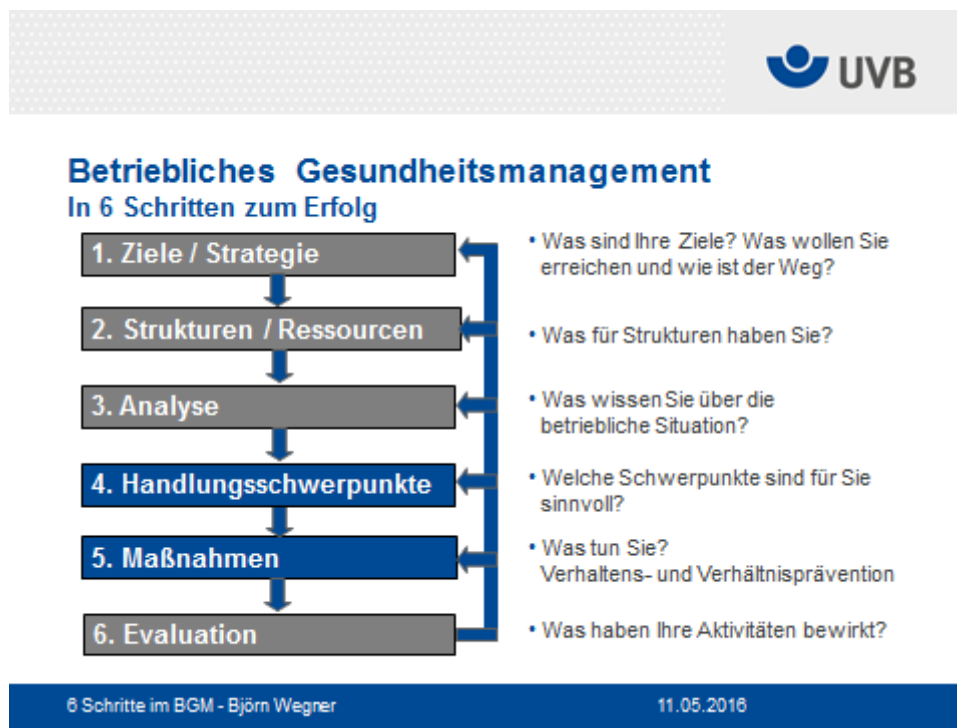 UVB
Betriebliches Gesundheitsmanagement
In 6 Schritten zum Erfolg
1. Ziele / Strategie
• Was sind Ihre Ziele? Was wollen Sie
erreichen und wie ist der Weg?
2. Strukturen / Ressourcen
• Was für Strukturen haben Sie?
3. Analyse
• Was wissen Sie über die
betriebliche Situation?
4. Handlungsschwerpunkte
• Welche Schwerpunkte sind für Sie
sinnvoll?
5. Maßnahmen
• Was tun Sie?
Verhaltens- und Verhältnisprävention
6. Evaluation
• Was haben Ihre Aktivitäten bewirkt?
6 Schritte im BGM - Björn Wegner
11.05.2016